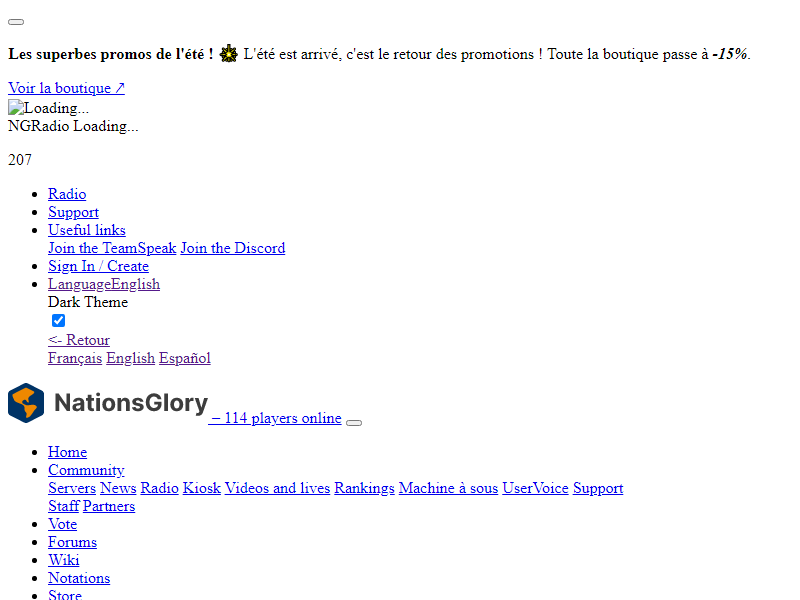 Les superbes promos de l'été ! L'été est arrivé, c'est le retour des promotions ! Toute la boutique passe à -15%.
Voir la boutique ↗
Loading...
NGRadio Loading...
207
Radio
Support
Useful links
Join the TeamSpeak Join the Discord
Sign In / Create
LanguageEnglish
Dark Theme
<- Retour
Français English Español
NationsGlory – 114 players online
Home
Community
Servers News Radio Kiosk Videos and lives Rankings Machine à sous UserVoice Support
Staff Partners
Vote
Forums
Wiki
Notations
Store